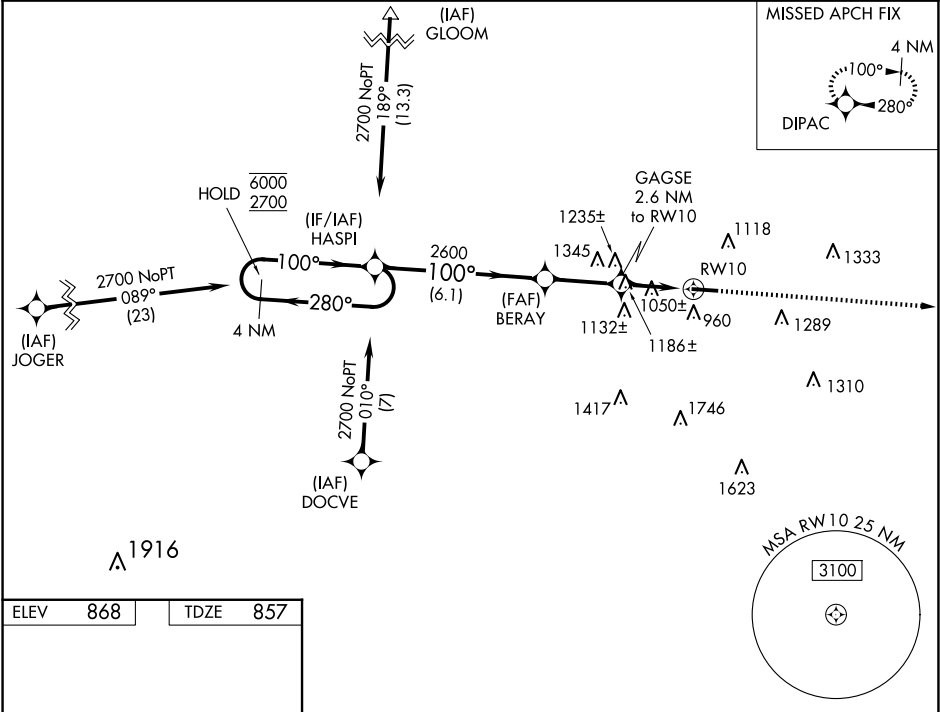 (IAF)
GLOOM
2700 NoPT
189°
(13.3)
MISSED APCH FIX
4 NM
100°
280°
DIPAC
HOLD
6000
2700
(IF/IAF)
HASPI
100°
280°
4 NM
2700 NoPT
089°
(23)
(IAF)
JOGER
2600
100°
(6.1)
(FAF)
BERAY
GAGSE
2.6 NM
to RW10
1235±
1345
1118
1333
RW10
1050±
960
1289
1132±
1186±
1310
1417
1746
1623
2700 NoPT
010°
(7)
(IAF)
DOCVE
1916
MSA RW10 25 NM
3100
ELEV 868
TDZE 857